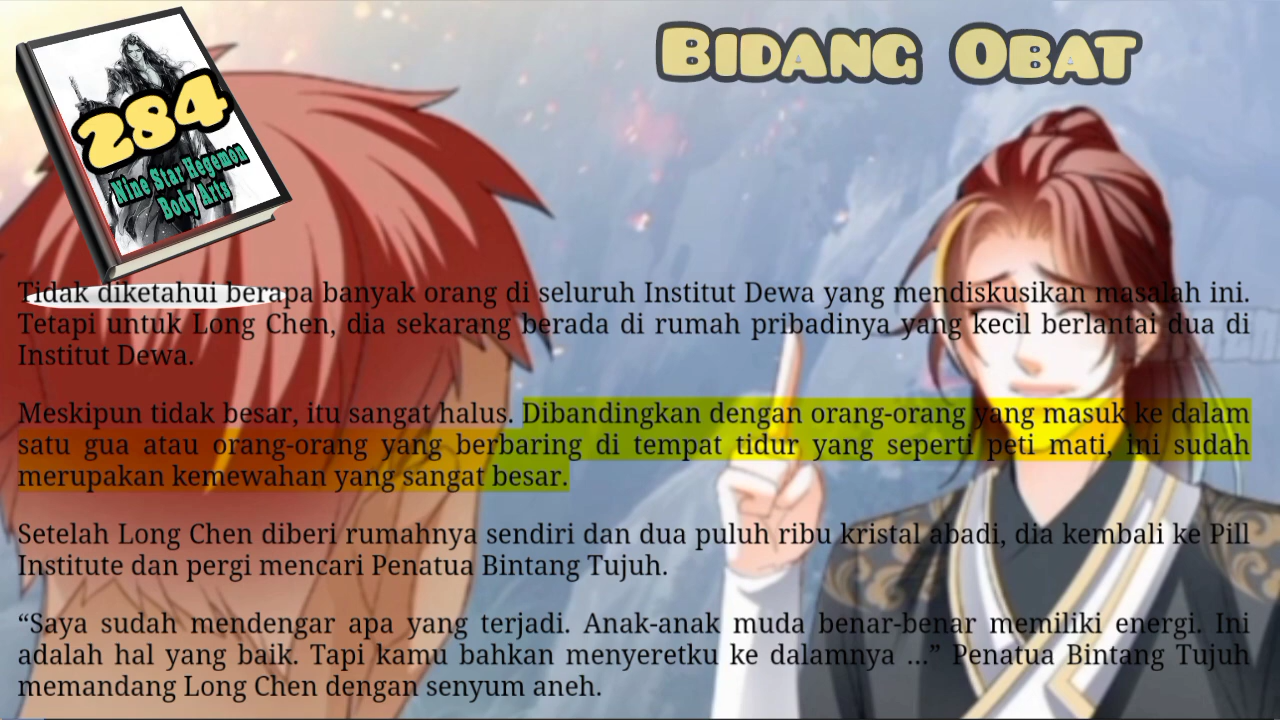 284
Nine Star Hegemon
Body Arts
Bidang Obat
Tidak diketahui berapa banyak orang di seluruh Institut Dewa yang mendiskusikan masalah ini.
Tetapi untuk Long Chen, dia sekarang berada di rumah pribadinya yang kecil berlantai dua di
Institut Dewa.
Meskipun tidak besar, itu sangat halus. Dibandingkan dengan orang-orang yang masuk ke dalam
satu gua atau orang-orang yang berbaring di tempat tidur yang seperti peti mati, ini sudah
merupakan kemewahan yang sangat besar.
Setelah Long Chen diberi rumahnya sendiri dan dua puluh ribu kristal abadi, dia kembali ke Pill
Institute dan pergi mencari Penatua Bintang Tujuh.
“Saya sudah mendengar apa yang terjadi. Anak-anak muda benar-benar memiliki energi. Ini
adalah hal yang baik. Tapi kamu bahkan menyeretku ke dalamnya ...” Penatua Bintang Tujuh
memandang Long Chen dengan senyum aneh.